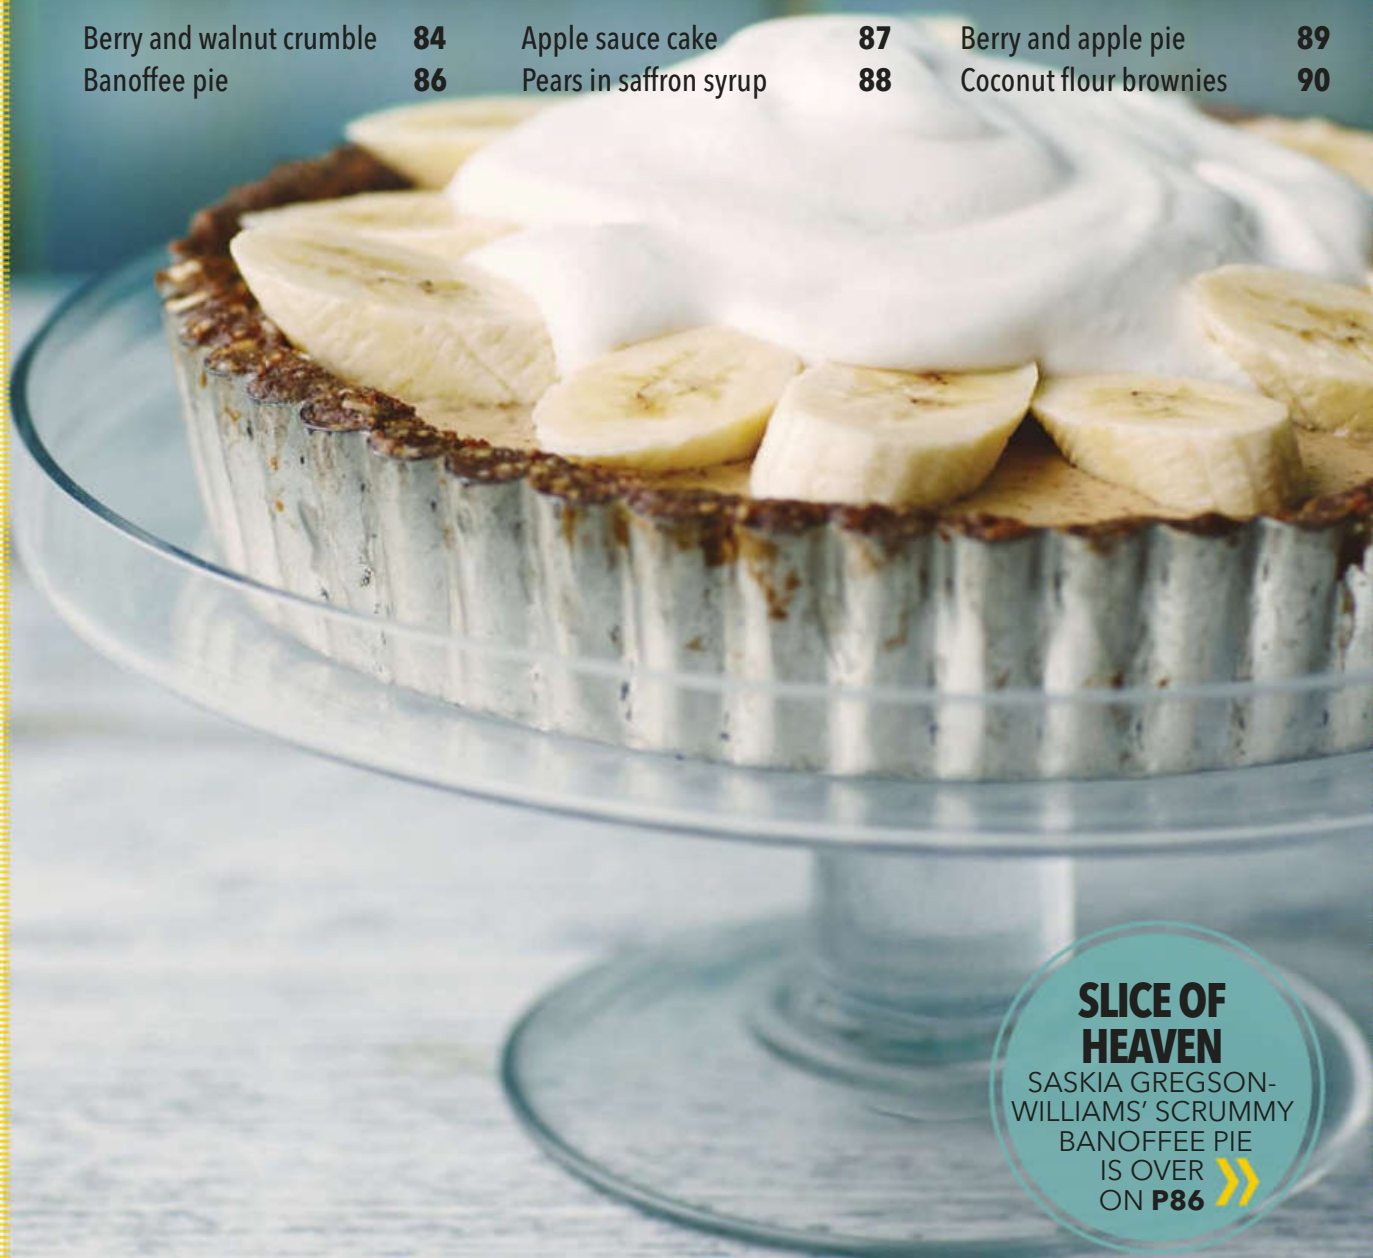 Berry and walnut crumble 84
Banoffee pie 86
Apple sauce cake 87
Pears in saffron syrup 88
Berry and apple pie 89
Coconut flour brownies 90
SLICE OF
HEAVEN
SASKIA GREGSON-
WILLIAMS’ SCRUMMY
BANOFFEE PIE
IS OVER
ON P86